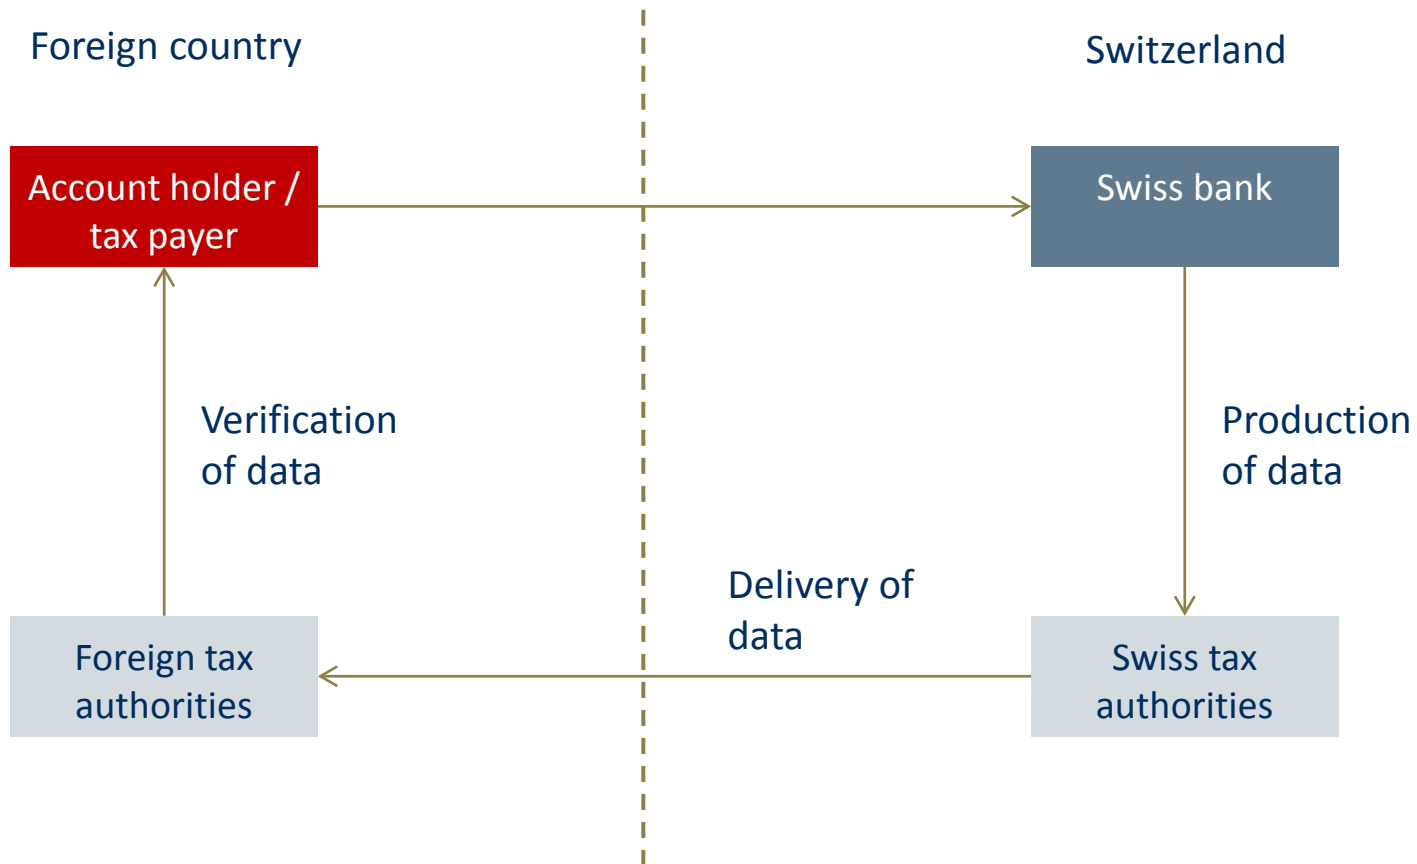 Foreign country
Switzerland
Account holder /
tax payer
Swiss bank
Verification
of data
Production
of data
Delivery of
data
Foreign tax
authorities
Swiss tax
authorities